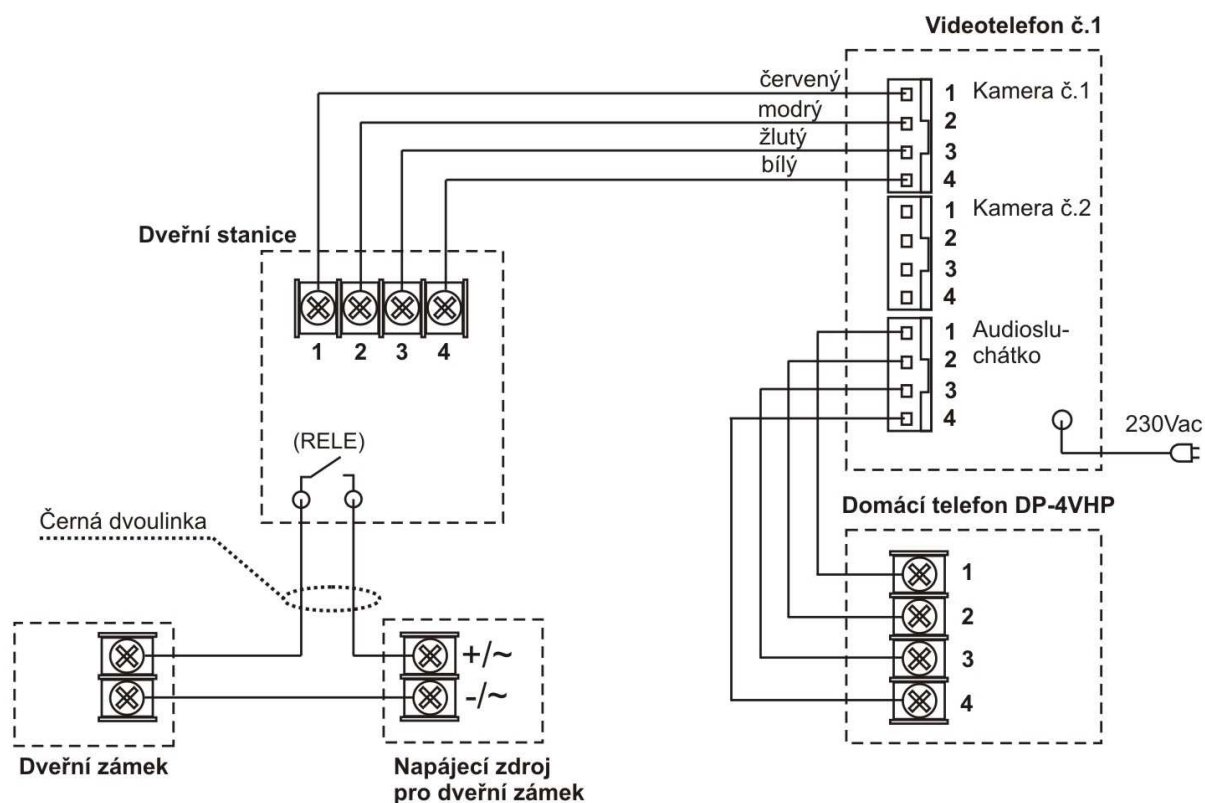 Videotelefon č.1
červený
1 Kamera č.1
modrý
2
žlutý
3
bílý
4
1 Kamera č.2
2
3
4
Dveřní stanice
1 2 3 4
1 Audioslu-
2 chátko
3
4
230Vac
(RELE)
Černá dvoulinka
Domácí telefon DP-4VHP
1
2
3
4
+/~
-/~
Dveřní zámek
Napájecí zdroj
pro dveřní zámek